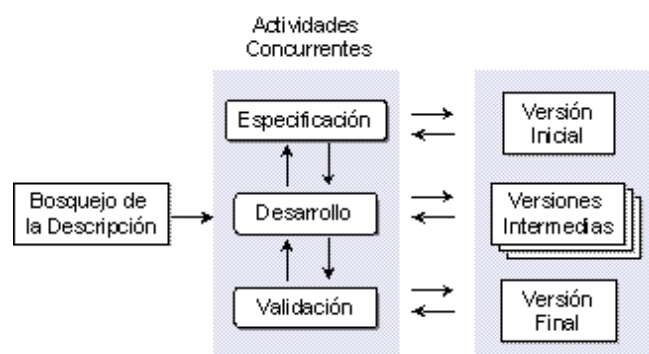 Actividades
Concurrentes
Especificación
Versión
Inicial
Bosquejo de
la Descripción
Desarrollo
Versiones
Intermedias
Validación
Versión
Final